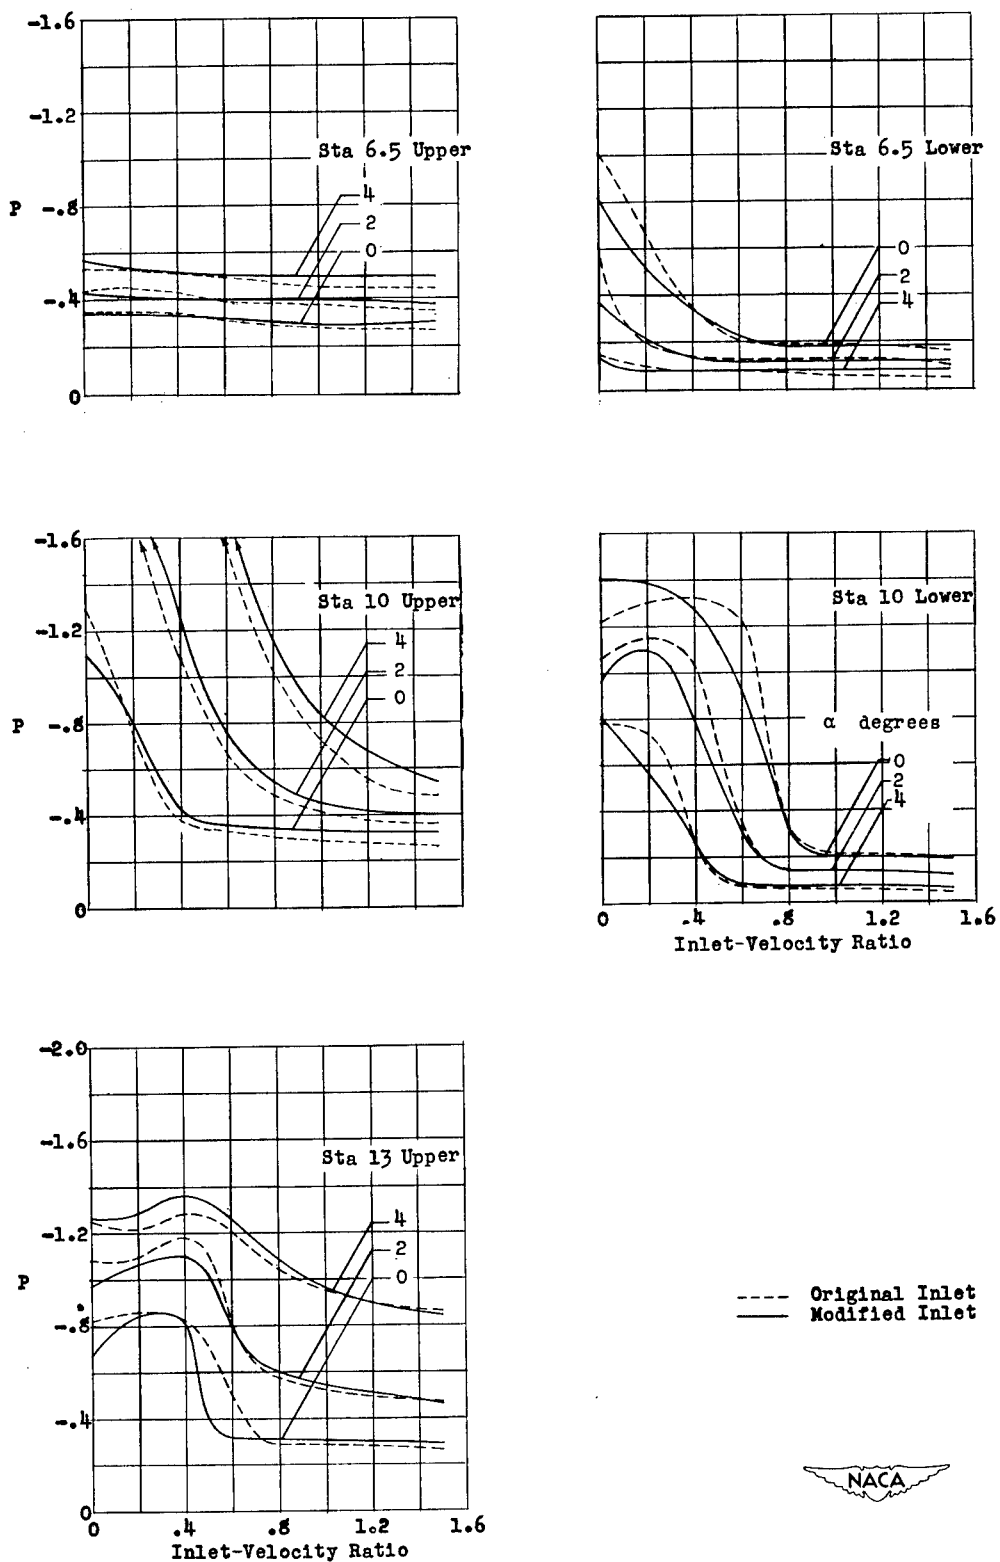 -1.6
-1.2
P -.8
-.4
0
Sta 6.5 Upper
4
2
0
Sta 6.5 Lower
0
2
4
-1.6
-1.2
P -.8
-.4
0
Sta 10 Upper
4
2
0
Sta 10 Lower
α degrees
0
2
4
0 .4 .8 1.2 1.6
Inlet-Velocity Ratio
-2.0
-1.6
-1.2
P
-.8
-.4
0
Sta 13 Upper
4
2
0
0 .4 .8 1.2 1.6
Inlet-Velocity Ratio
Original Inlet
Modified Inlet
NACA